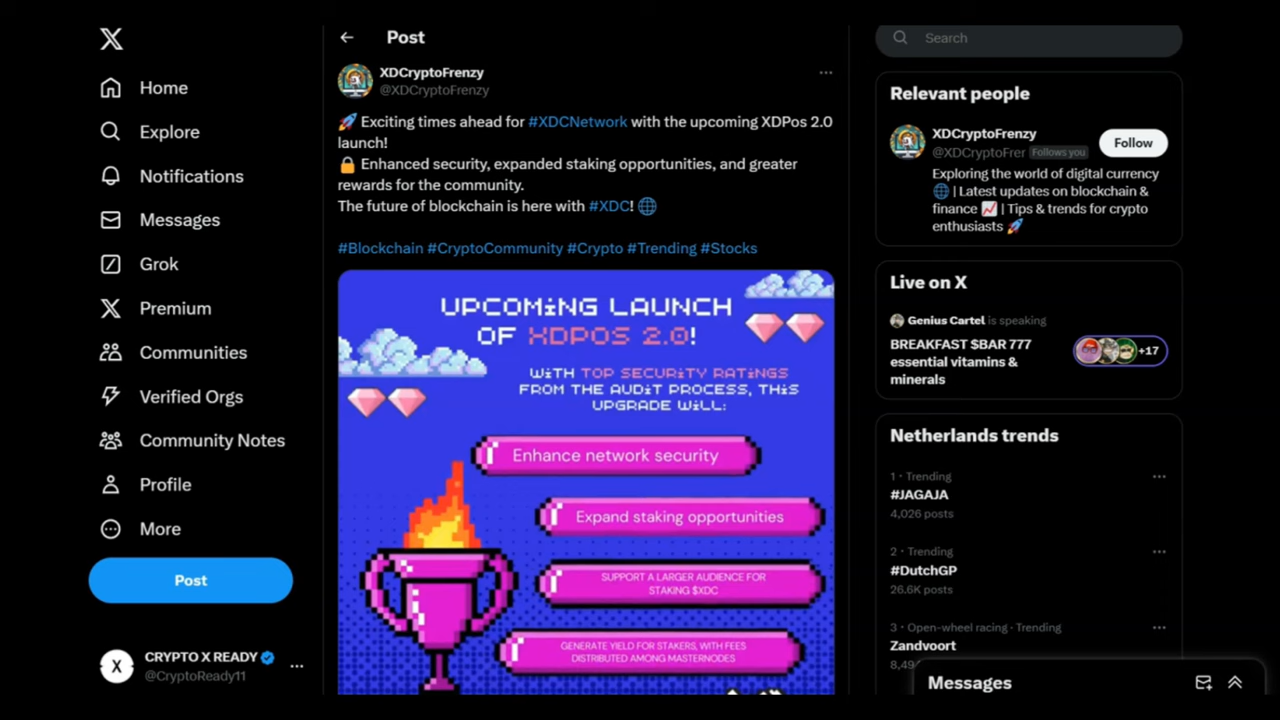 Home
Explore
Notifications
Messages
Grok
Premium
Communities
Verified Orgs
Community Notes
Profile
More
Post
CRYPTO X READY
@CryptoReady11
Post
XDCryptoFrenzy
@XDCryptoFrenzy
🚀 Exciting times ahead for #XDCNetwork with the upcoming XDPos 2.0
launch!
🔒 Enhanced security, expanded staking opportunities, and greater
rewards for the community.
The future of blockchain is here with #XDC! 🌐
#Blockchain #CryptoCommunity #Crypto #Trending #Stocks
UPCOMING LAUNCH
OF XDPOS 2.0!
WITH TOP SECURITY RATINGS
FROM THE AUDIT PROCESS, THIS
UPGRADE WILL:
Enhance network security
Expand staking opportunities
SUPPORT A LARGER AUDIENCE FOR
STAKING $XDC
GENERATE YIELD FOR STAKERS, WITH FEES
DISTRIBUTED AMONG MASTERNODES
Search
Relevant people
XDCryptoFrenzy
@XDCryptoFrer Follows you
Follow
Exploring the world of digital currency
🌐 | Latest updates on blockchain &
finance 📈 | Tips & trends for crypto
enthusiasts 🚀
Live on X
Genius Cartel is speaking
BREAKFAST $BAR 777
essential vitamins &
minerals
+17
Netherlands trends
1 · Trending
#JAGAJA
4,026 posts
2 · Trending
#DutchGP
26.6K posts
3 · Open-wheel racing · Trending
Zandvoort
8,49
Messages